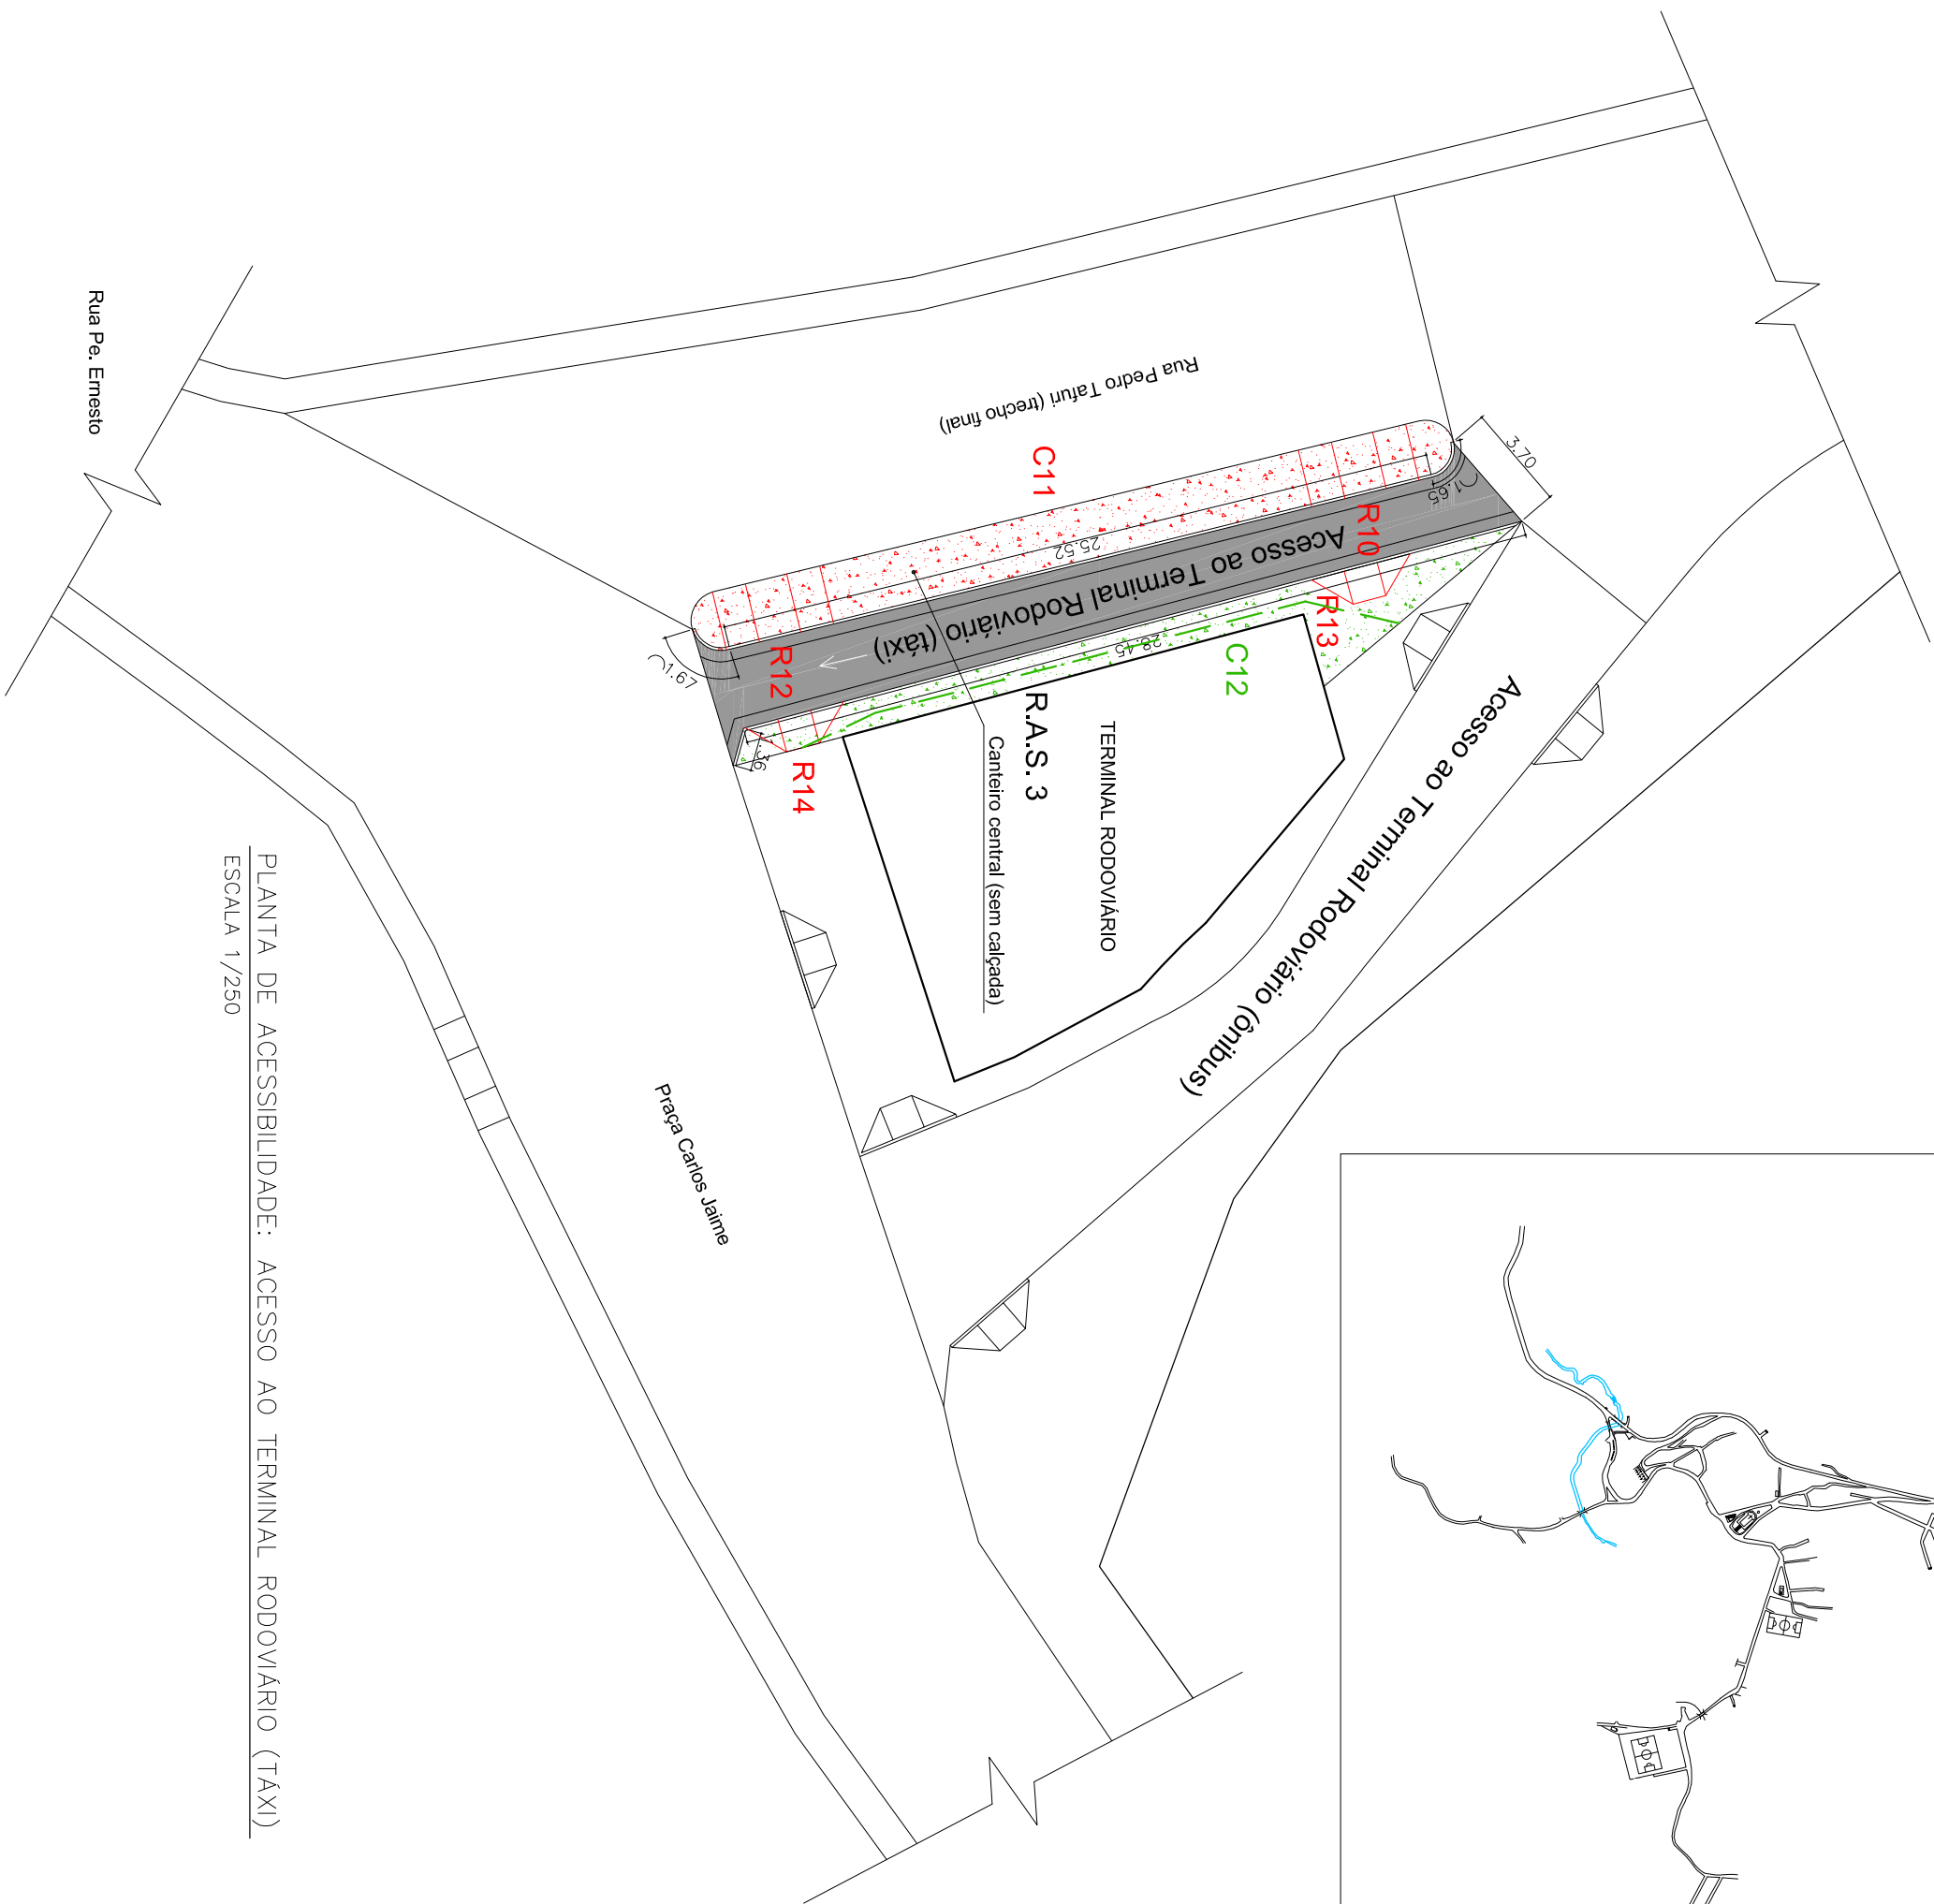 Rua Pe. Ernesto
Rua Pedro Tafuri (trecho final)
C11
3.70
1.65
R10
25.52
Acesso ao Terminal Rodoviário (táxi)
R13
C12
28.45
R12
1.67
R14
R.A.S. 3
Canteiro central (sem calçada)
TERMINAL RODOVIÁRIO
Acesso ao Terminal Rodoviário (ônibus)
Praça Carlos Jaime
PLANTA DE ACESSIBILIDADE: ACESSO AO TERMINAL RODOVIÁRIO (TÁXI)
ESCALA 1/250